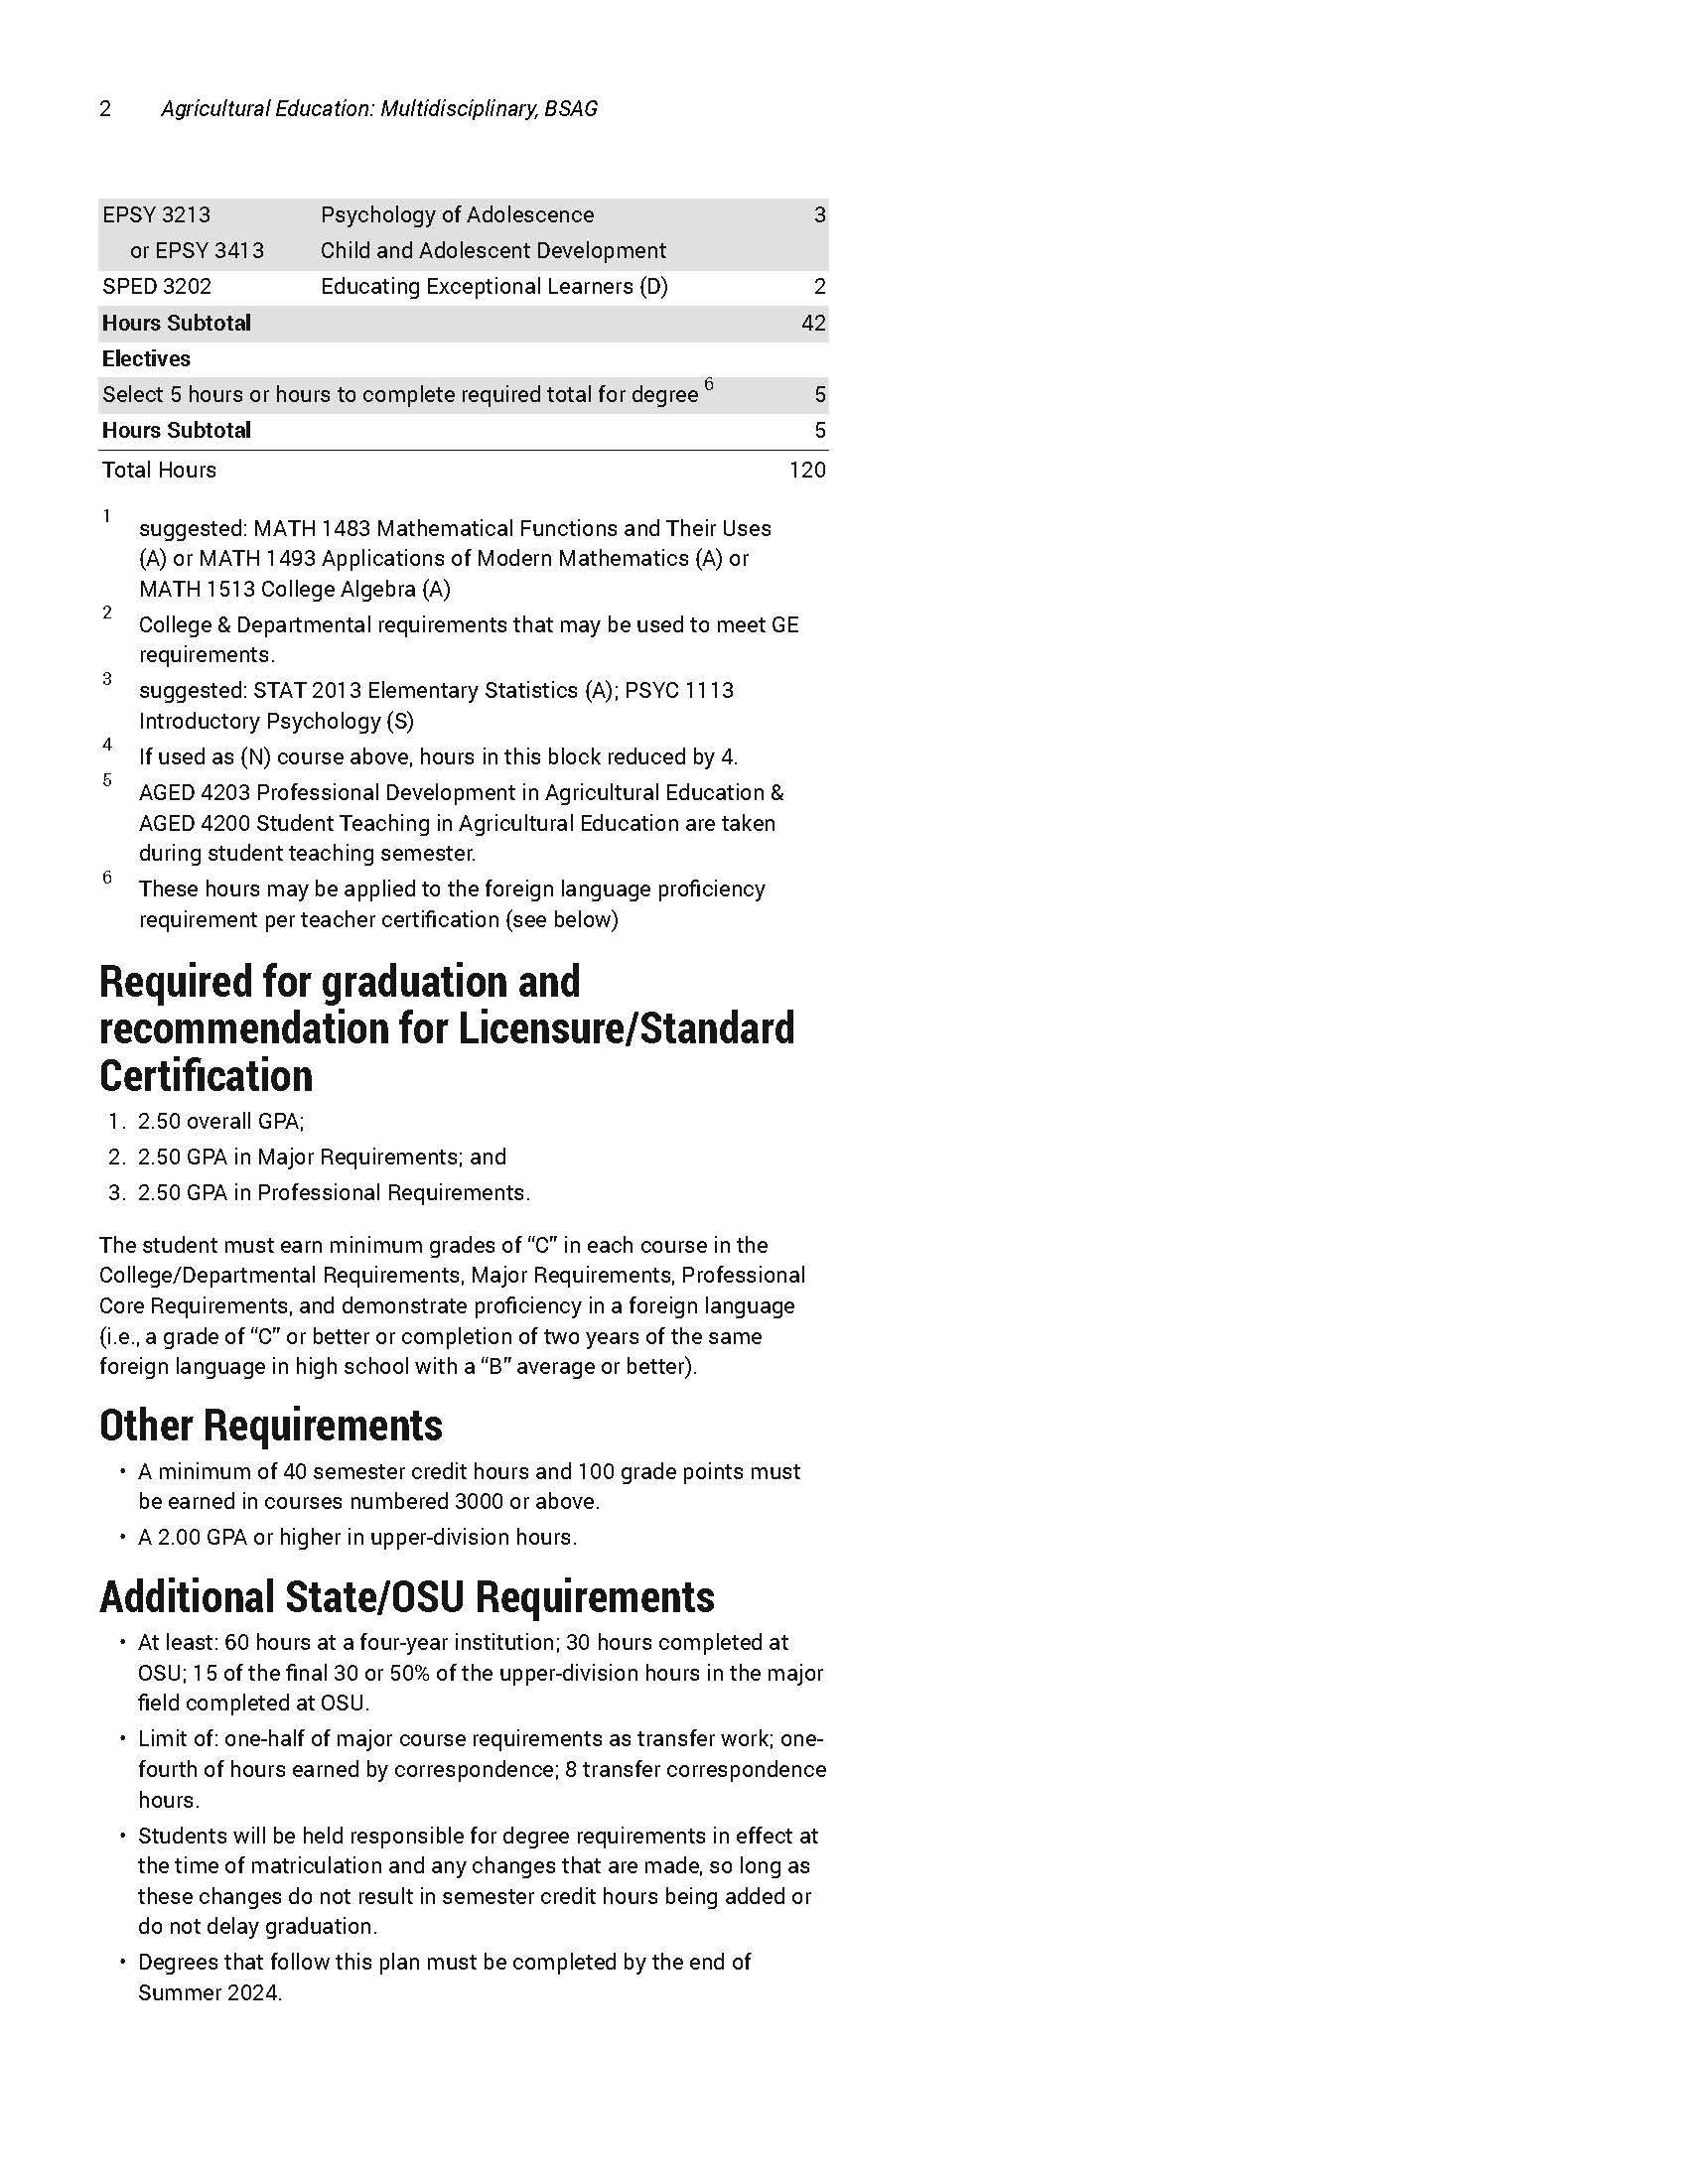 2 Agricultural Education: Multidisciplinary, BSAG
EPSY 3213 Psychology of Adolescence 3
or EPSY 3413 Child and Adolescent Development
SPED 3202 Educating Exceptional Learners (D) 2
Hours Subtotal 42
Electives
Select 5 hours or hours to complete required total for degree 6 5
Hours Subtotal 5
Total Hours 120
1 suggested: MATH 1483 Mathematical Functions and Their Uses
(A) or MATH 1493 Applications of Modern Mathematics (A) or
MATH 1513 College Algebra (A)
2 College & Departmental requirements that may be used to meet GE
requirements.
3 suggested: STAT 2013 Elementary Statistics (A); PSYC 1113
Introductory Psychology (S)
4 If used as (N) course above, hours in this block reduced by 4.
5 AGED 4203 Professional Development in Agricultural Education &
AGED 4200 Student Teaching in Agricultural Education are taken
during student teaching semester.
6 These hours may be applied to the foreign language proficiency
requirement per teacher certification (see below)
Required for graduation and
recommendation for Licensure/Standard
Certification
1. 2.50 overall GPA;
2. 2.50 GPA in Major Requirements; and
3. 2.50 GPA in Professional Requirements.
The student must earn minimum grades of “C” in each course in the
College/Departmental Requirements, Major Requirements, Professional
Core Requirements, and demonstrate proficiency in a foreign language
(i.e., a grade of “C” or better or completion of two years of the same
foreign language in high school with a “B” average or better).
Other Requirements
• A minimum of 40 semester credit hours and 100 grade points must
be earned in courses numbered 3000 or above.
• A 2.00 GPA or higher in upper-division hours.
Additional State/OSU Requirements
• At least: 60 hours at a four-year institution; 30 hours completed at
OSU; 15 of the final 30 or 50% of the upper-division hours in the major
field completed at OSU.
• Limit of: one-half of major course requirements as transfer work; one-
fourth of hours earned by correspondence; 8 transfer correspondence
hours.
• Students will be held responsible for degree requirements in effect at
the time of matriculation and any changes that are made, so long as
these changes do not result in semester credit hours being added or
do not delay graduation.
• Degrees that follow this plan must be completed by the end of
Summer 2024.